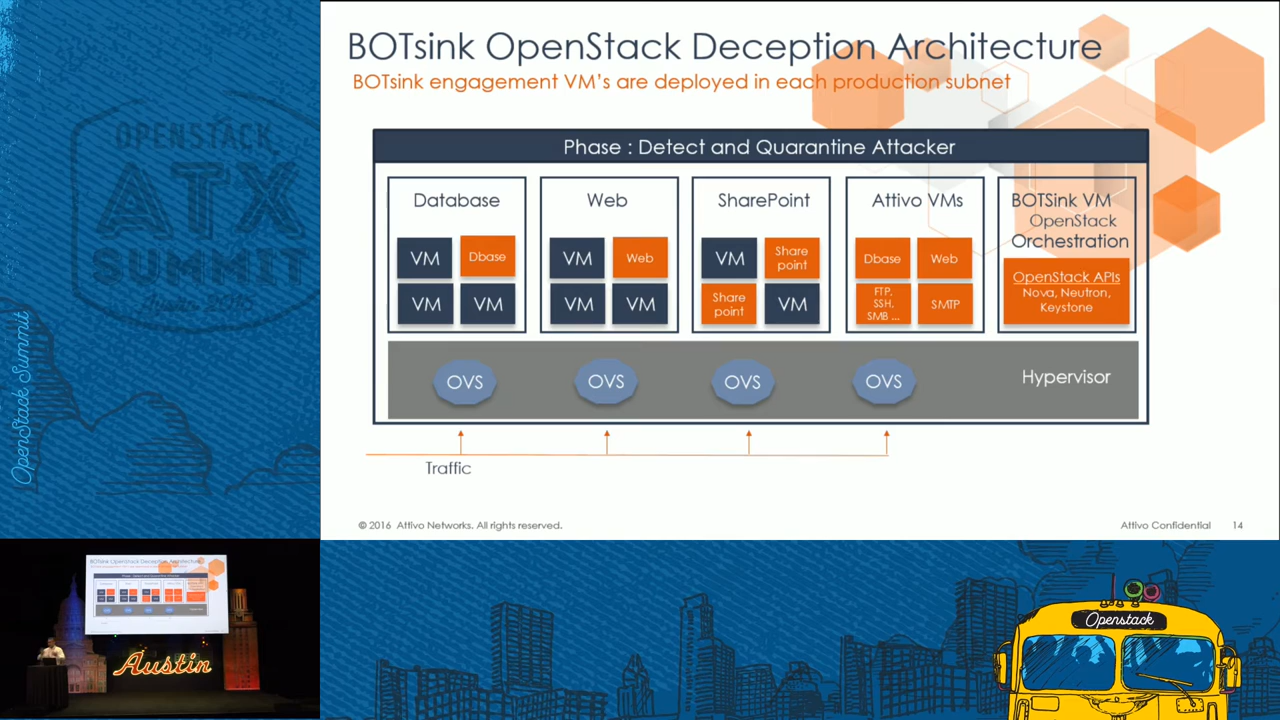 BOTsink OpenStack Deception Architecture
BOTsink engagement VM's are deployed in each production subnet
Phase : Detect and Quarantine Attacker
Database
VM
Dbase
VM
VM
Web
VM
Web
VM
VM
SharePoint
VM
Share
point
Share
point
VM
Attivo VMs
Dbase
Web
FTP,
SSH,
SMB ...
SMTP
BOTSink VM
OpenStack
Orchestration
OpenStack APIs
Nova, Neutron,
Keystone
OVS
OVS
OVS
OVS
Hypervisor
Traffic
© 2016 Attivo Networks. All rights reserved.
Attivo Confidential
14
OPENSTACK
ATX
SUMMIT
OpenStack Summit
Austin
Openstack